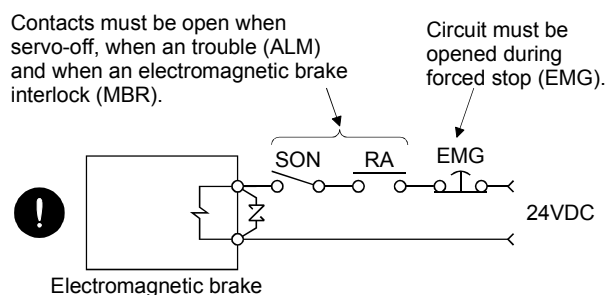 Contacts must be open when
servo-off, when an trouble (ALM)
and when an electromagnetic brake
interlock (MBR).
Circuit must be
opened during
forced stop (EMG).
SON
RA
EMG
24VDC
Electromagnetic brake